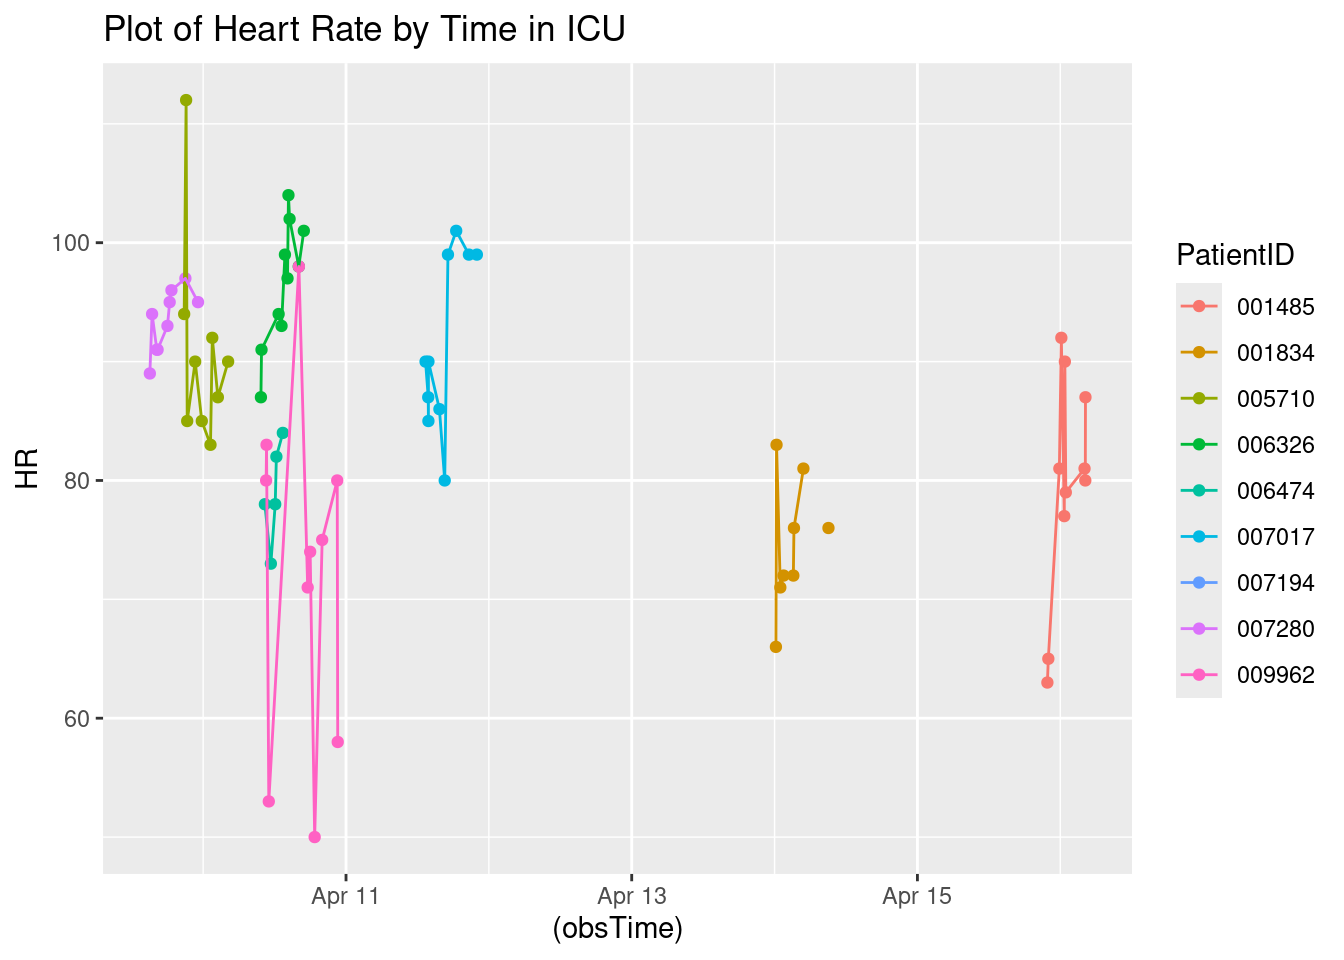 Plot of Heart Rate by Time in ICU
HR
100
80
60
Apr 11
Apr 13
Apr 15
(obsTime)
PatientID
001485
001834
005710
006326
006474
007017
007194
007280
009962